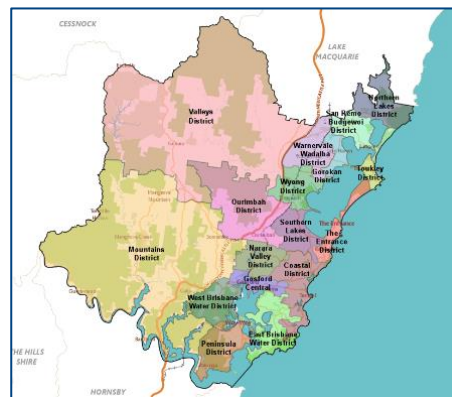 CESSNOCK
LAKE
MACQUARIE
Northern
Lakes
District
San Remo
Budgewoi
District
Valleys
District
Warnervale
Wadalba
District
Gorokan
District
Toukley
District
Wyong
District
Ourimbah
District
The Entrance
Southern
Lakes
District
The
Entrance
District
Mountains
District
Narara
Valley
District
Coastal
District
Gosford
Central
West Brisbane
Water District
East Brisbane
Water District
Peninsula
District
THE HILLS
SHIRE
HORNSBY